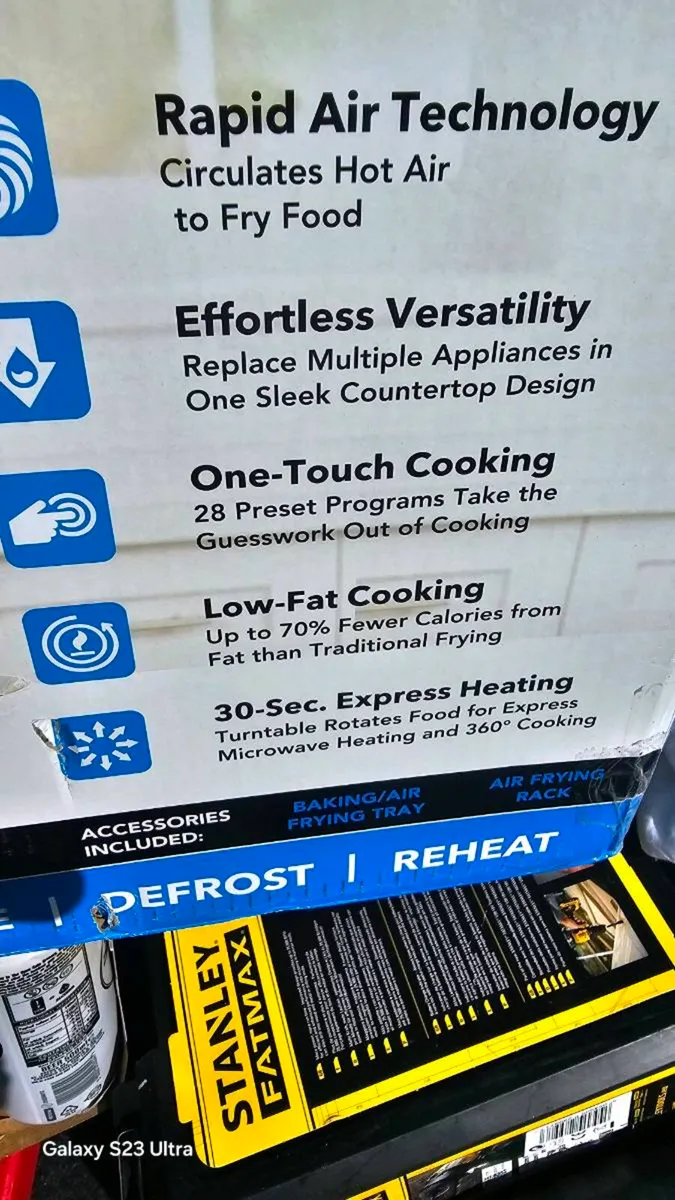 Rapid Air Technology
Circulates Hot Air
to Fry Food
Effortless Versatility
Replace Multiple Appliances in
One Sleek Countertop Design
One-Touch Cooking
28 Preset Programs Take the
Guesswork Out of Cooking
Low-Fat Cooking
Up to 70% Fewer Calories from
Fat than Traditional Frying
30-Sec. Express Heating
Turntable Rotates Food for Express
Microwave Heating and 360° Cooking
ACCESSORIES
INCLUDED:
BAKING/AIR
FRYING TRAY
AIR FRYING
RACK
E | DEFROST | REHEAT
STANLEY
FATMAX
Galaxy S23 Ultra